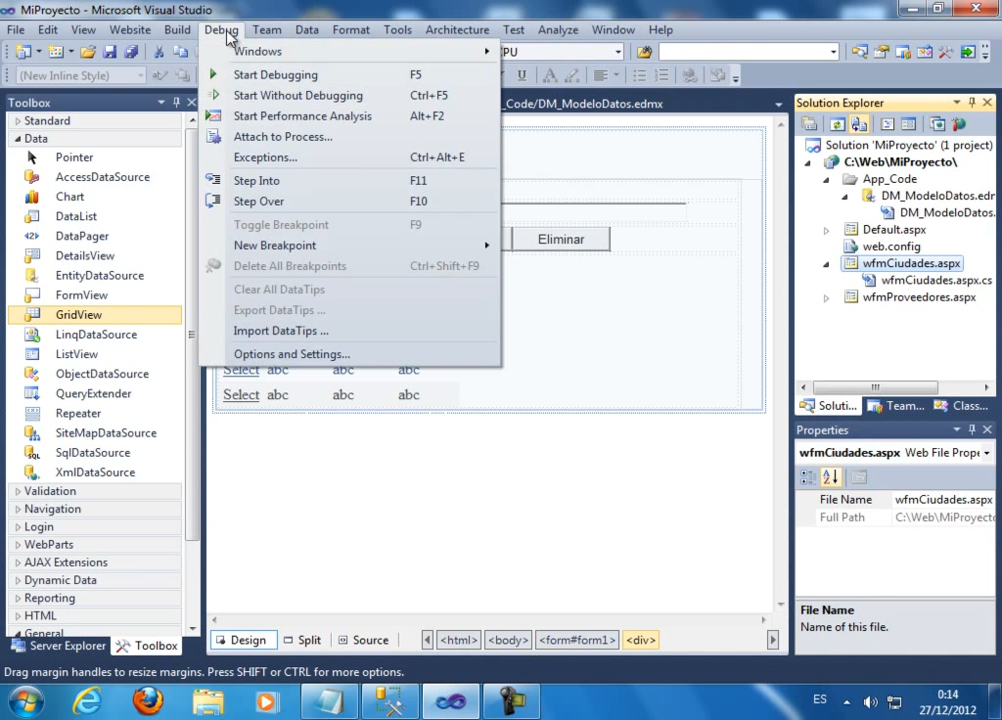 MiProyecto - Microsoft Visual Studio
File Edit View Website Build Debug Team Data Format Tools Architecture Test Analyze Window Help
PU
(New Inline Style)
Toolbox
Standard
Data
Pointer
AccessDataSource
Chart
DataList
DataPager
DetailsView
EntityDataSource
FormView
GridView
LinqDataSource
ListView
ObjectDataSource
QueryExtender
Repeater
SiteMapDataSource
SqlDataSource
XmlDataSource
Validation
Navigation
Login
WebParts
AJAX Extensions
Dynamic Data
Reporting
HTML
General
Server Explorer Toolbox
Windows
Start Debugging F5
Start Without Debugging Ctrl+F5
Start Performance Analysis Alt+F2
Attach to Process...
Exceptions... Ctrl+Alt+E
Step Into F11
Step Over F10
Toggle Breakpoint F9
New Breakpoint
Delete All Breakpoints Ctrl+Shift+F9
Clear All DataTips
Export DataTips ...
Import DataTips ...
Options and Settings...
_Code/DM_ModeloDatos.edmx
Eliminar
Select abc abc abc
Select abc abc abc
Design Split Source <html> <body> <form#form1> <div>
Solution Explorer
Solution 'MiProyecto' (1 project)
C:\Web\MiProyecto\
App_Code
DM_ModeloDatos.edm
DM_ModeloDatos.
Default.aspx
web.config
wfmCiudades.aspx
wfmCiudades.aspx.cs
wfmProveedores.aspx
Soluti... Team... Class...
Properties
wfmCiudades.aspx Web File Prope
File Name wfmCiudades.aspx
Full Path C:\Web\MiProyecto
File Name
Name of this file.
Drag margin handles to resize margins. Press SHIFT or CTRL for more options.
ES
0:14
27/12/2012